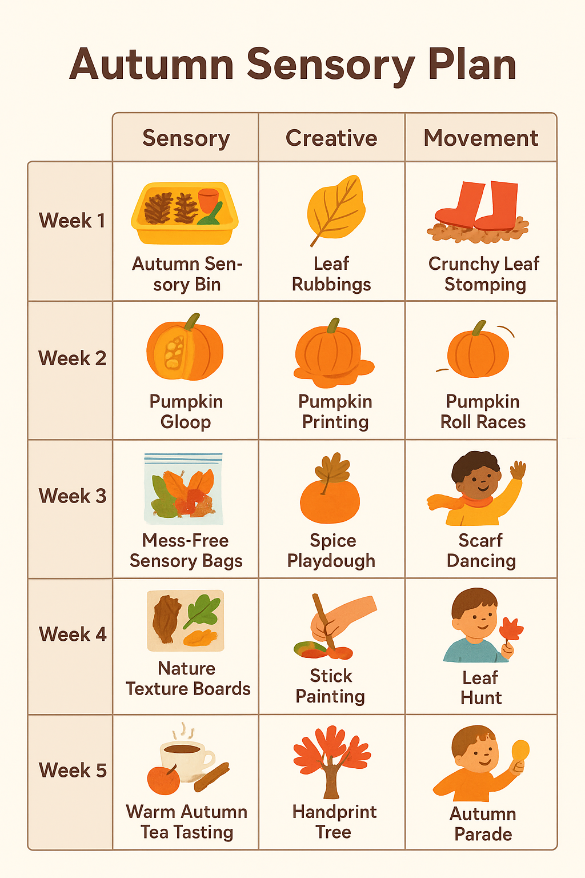 Autumn Sensory Plan
Sensory
Creative
Movement
Week 1
Autumn Sen-
sory Bin
Leaf
Rubbings
Crunchy Leaf
Stomping
Week 2
Pumpkin
Gloop
Pumpkin
Printing
Pumpkin
Roll Races
Week 3
Mess-Free
Sensory Bags
Spice
Playdough
Scarf
Dancing
Week 4
Nature
Texture Boards
Stick
Painting
Leaf
Hunt
Week 5
Warm Autumn
Tea Tasting
Handprint
Tree
Autumn
Parade